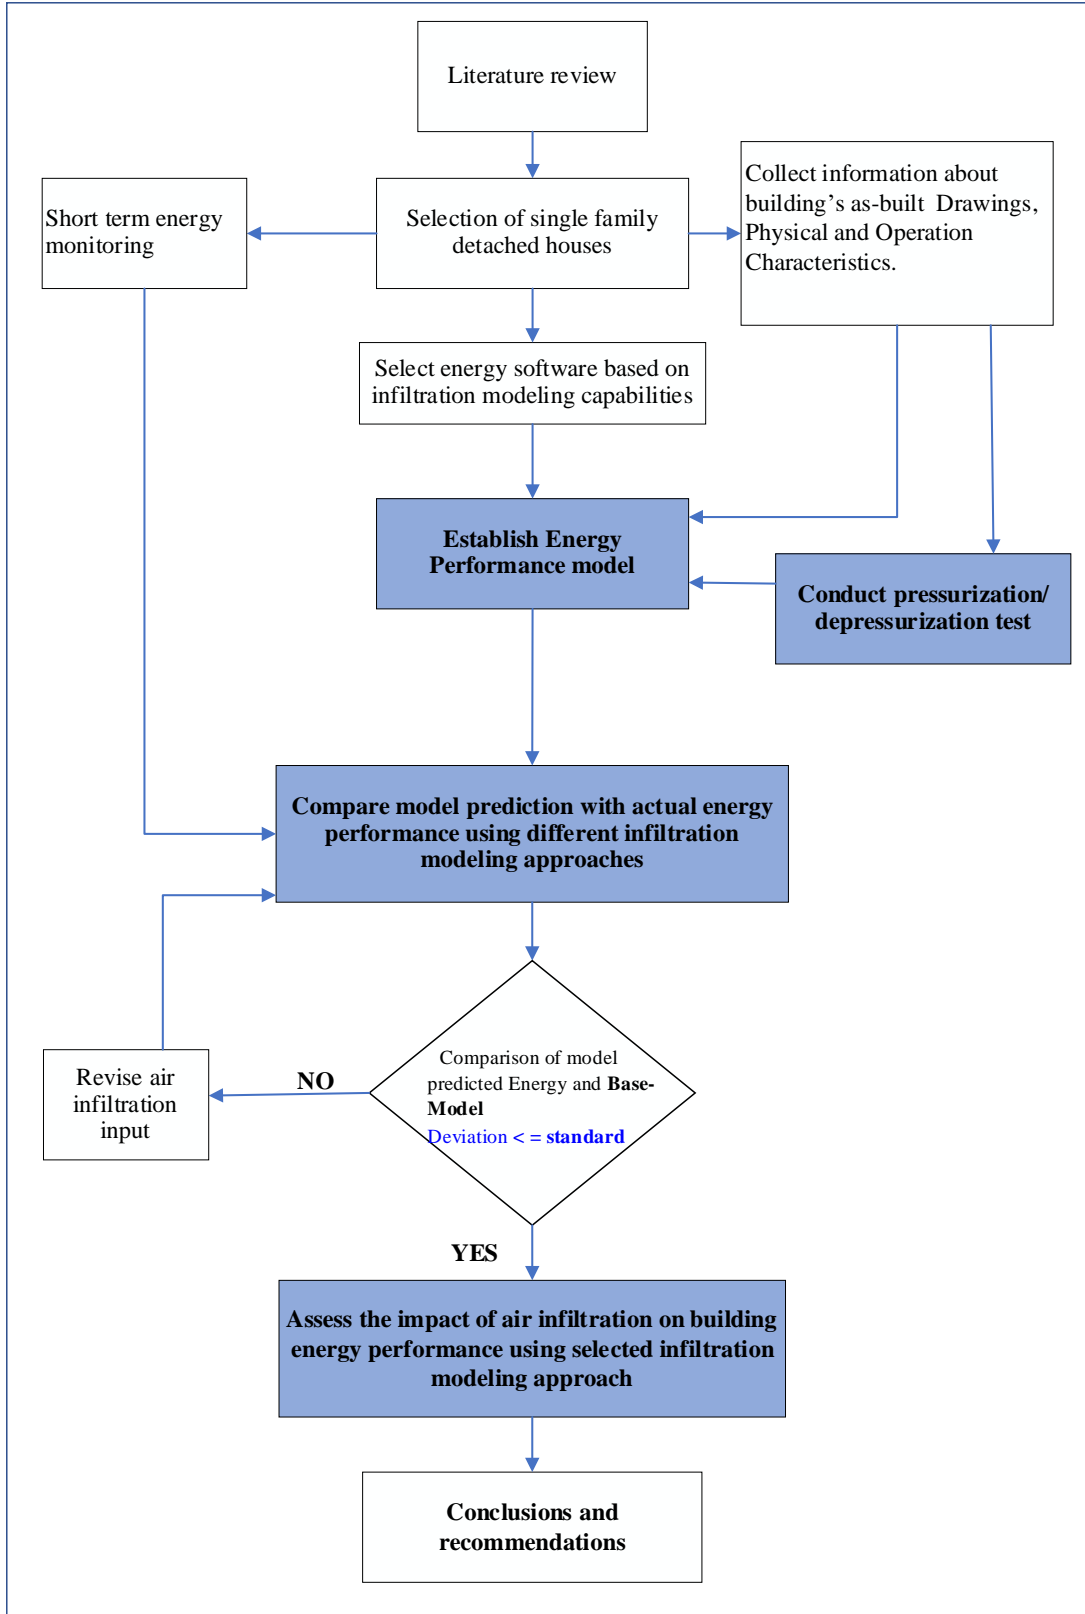 Literature review
Short term energy
monitoring
Selection of single family
detached houses
Collect information about
building's as-built Drawings,
Physical and Operation
Characteristics.
Select energy software based on
infiltration modeling capabilities
Establish Energy
Performance model
Conduct pressurization/
depressurization test
Compare model prediction with actual energy
performance using different infiltration
modeling approaches
Comparison of model
predicted Energy and Base-
Model
Deviation < = standard
NO
Revise air
infiltration
input
YES
Assess the impact of air infiltration on building
energy performance using selected infiltration
modeling approach
Conclusions and
recommendations